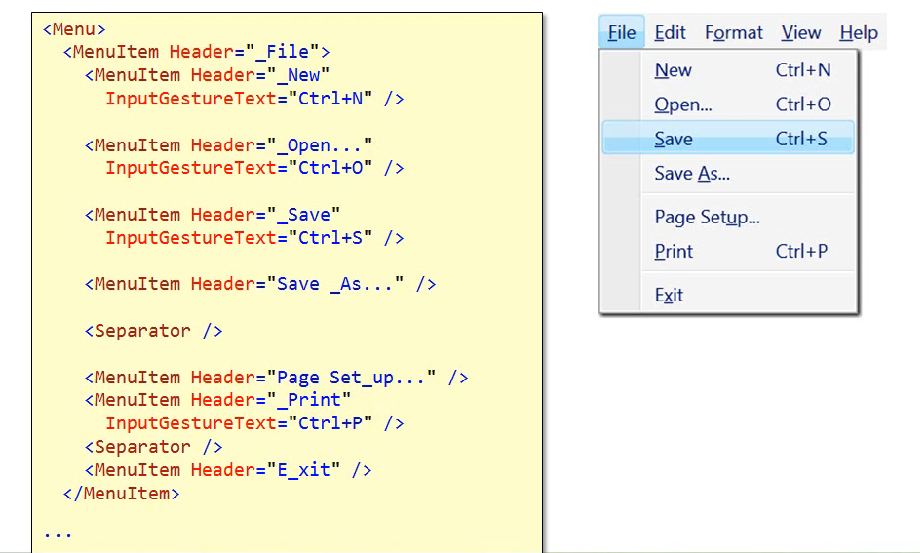 <Menu>
<MenuItem Header="_File">
<MenuItem Header="_New"
InputGestureText="Ctrl+N" />
<MenuItem Header="_Open..."
InputGestureText="Ctrl+O" />
<MenuItem Header="_Save"
InputGestureText="Ctrl+S" />
<MenuItem Header="Save _As..." />
<Separator />
<MenuItem Header="Page Set_up..." />
<MenuItem Header="_Print"
InputGestureText="Ctrl+P" />
<Separator />
<MenuItem Header="E_xit" />
</MenuItem>
...
File Edit Format View Help
New Ctrl+N
Open... Ctrl+O
Save Ctrl+S
Save As...
Page Setup...
Print Ctrl+P
Exit